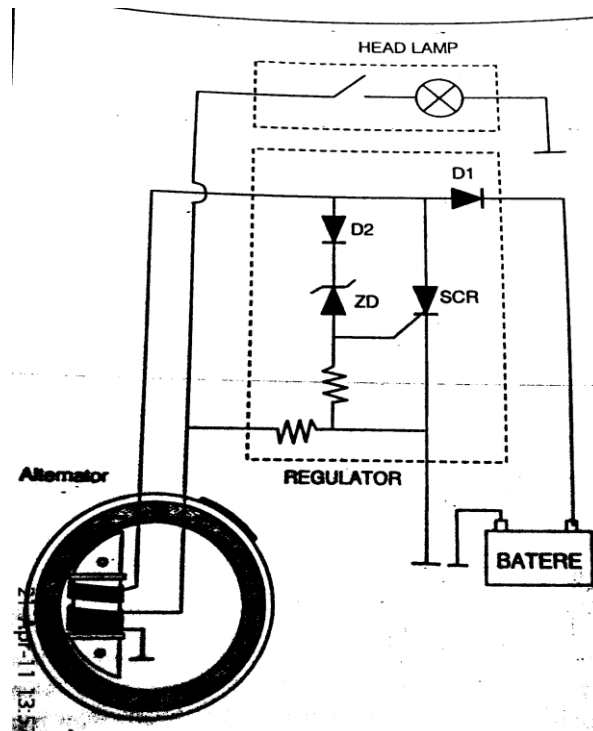 HEAD LAMP
D1
D2
ZD
SCR
REGULATOR
Alternator
BATERE